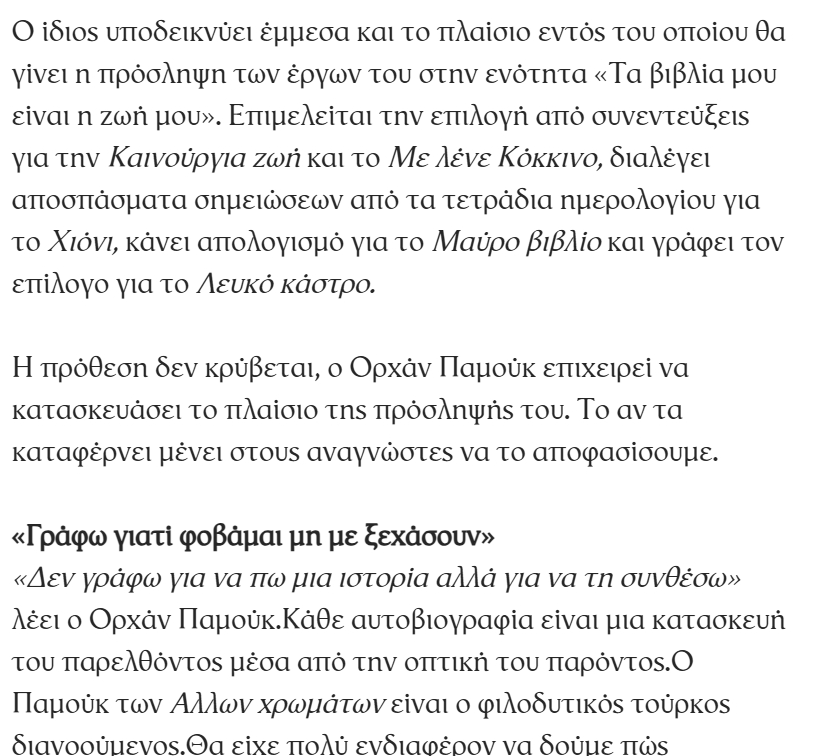 Ο ίδιος υποδεικνύει έμμεσα και το πλαίσιο εντός του οποίου θα
γίνει η πρόσληψη των έργων του στην ενότητα «Τα βιβλία μου
είναι η ζωή μου». Επιμελείται την επιλογή από συνεντεύξεις
για την Καινούργια ζωή και το Με λένε Κόκκινο, διαλέγει
αποσπάσματα σημειώσεων από τα τετράδια ημερολογίου για
το Χιόνι, κάνει απολογισμό για το Μαύρο βιβλίο και γράφει τον
επίλογο για το Λευκό κάστρο.
Η πρόθεση δεν κρύβεται, ο Ορχάν Παμούκ επιχειρεί να
κατασκευάσει το πλαίσιο της πρόσληψής του. Το αν τα
καταφέρνει μένει στους αναγνώστες να το αποφασίσουμε.
«Γράφω γιατί φοβάμαι μη με ξεχάσουν»
«Δεν γράφω για να πω μια ιστορία αλλά για να τη συνθέσω»
λέει ο Ορχάν Παμούκ.Κάθε αυτοβιογραφία είναι μια κατασκευή
του παρελθόντος μέσα από την οπτική του παρόντος.Ο
Παμούκ των Αλλων χρωμάτων είναι ο φιλοδυτικός τούρκος
διανοούμενος.Θα είχε πολύ ενδιαφέρον να δούμε πώς